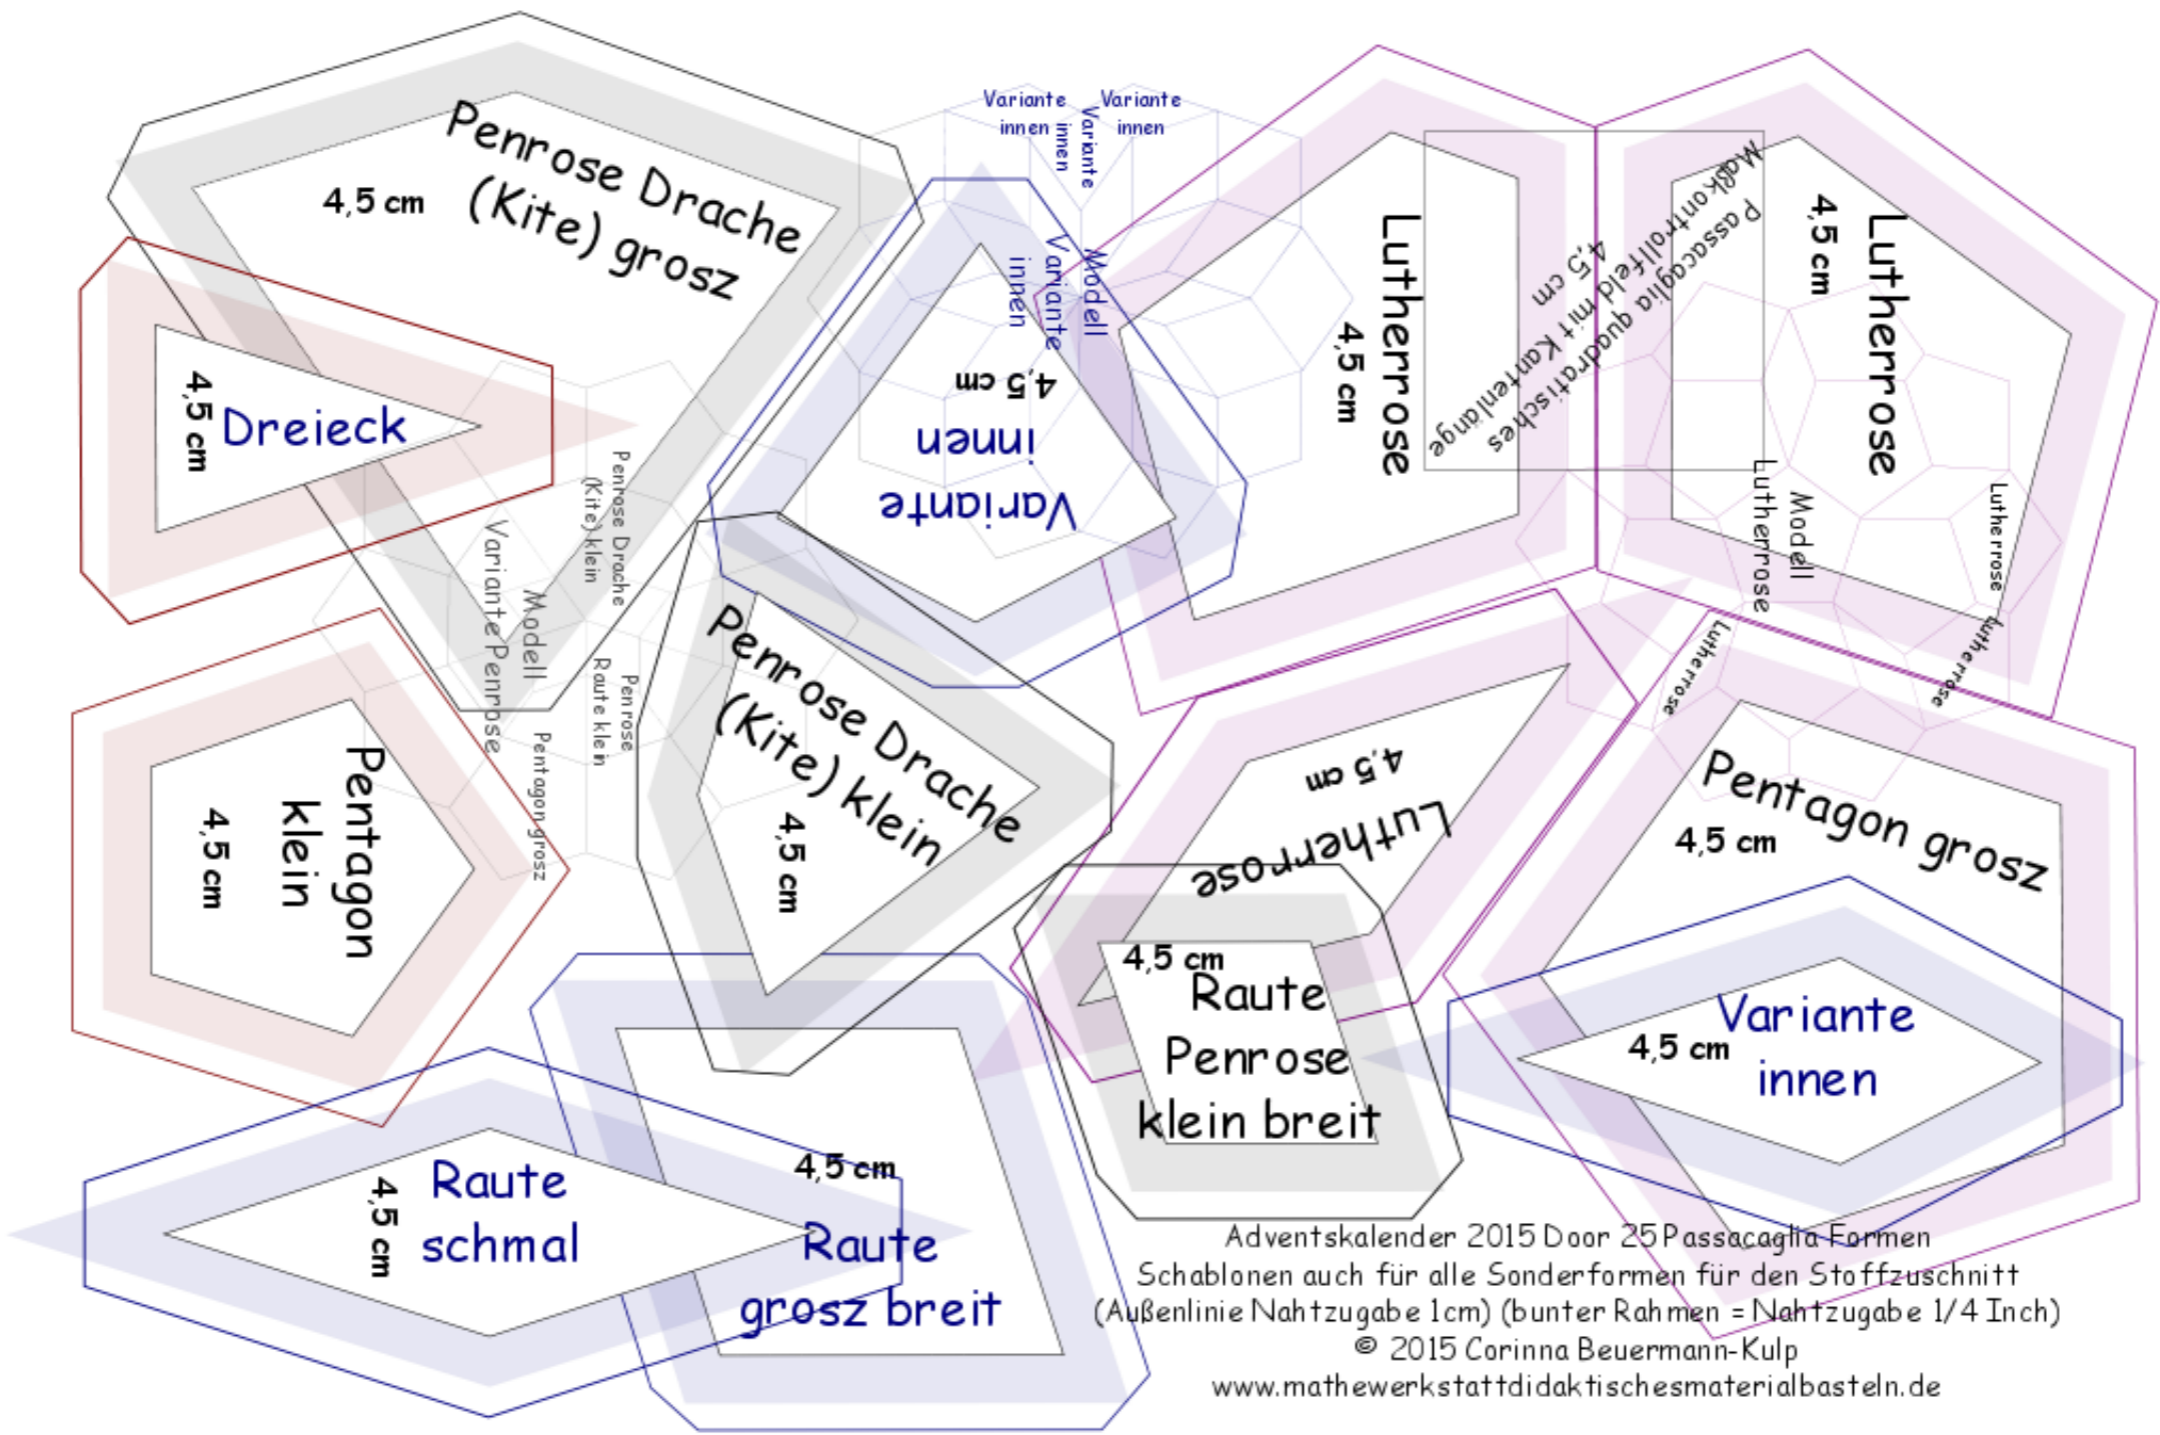 Penrose Drache
(Kite) grosz
4,5 cm
Variante
innen
Variante
innen
Variante
innen
Modell
Variante
innen
Lutherrose
4,5 cm
Maßkontrollfeld mit Kantenlänge
4,5 cm
Passacaglia quadratisches
Lutherrose
4,5 cm
Dreieck
4,5 cm
Variante
innen
4,5 cm
Penrose Drache
(Kite) klein
Modell
Variante Penrose
Penrose
Raute klein
Pentagon grosz
Modell
Lutherrose
Lutherrose
Lutherrose
Lutherrose
Penrose Drache
(Kite) klein
4,5 cm
Lutherrose
4,5 cm
Pentagon grosz
4,5 cm
Pentagon
klein
4,5 cm
4,5 cm
Raute
Penrose
klein breit
Variante
innen
4,5 cm
Raute
schmal
4,5 cm
4,5 cm
Raute
grosz breit
Adventskalender 2015 Door 25 Passacaglia Formen
Schablonen auch für alle Sonderformen für den Stoffzuschnitt
(Außenlinie Nahtzugabe 1cm) (bunter Rahmen = Nahtzugabe 1/4 Inch)
© 2015 Corinna Beuermann-Kulp
www.mathewerkstattdidaktischesmaterialbasteln.de